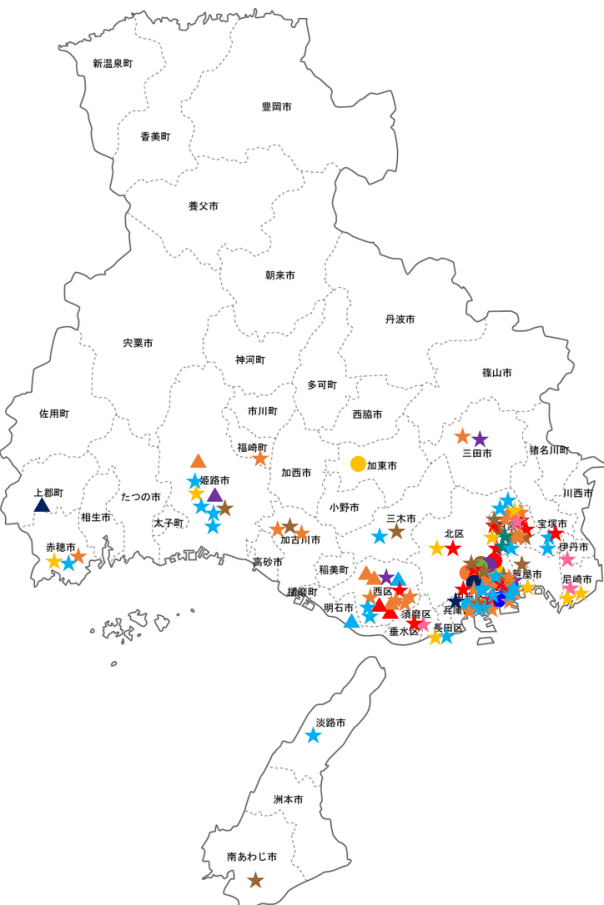 新温泉町
豊岡市
香美町
養父市
朝来市
丹波市
宍粟市
神河町
篠山市
多可町
佐用町
市川町
西脇市
福崎町
三田市
猪名川町
加東市
加西市
姫路市
川西市
上郡町
たつの市
小野市
相生市
太子町
三木市
宝塚市
北区
加古川市
赤穂市
伊丹市
高砂市
稲美町
芦屋市
尼崎市
西区
播磨町
明石市
兵庫
須磨区
垂水区
長田区
淡路市
洲本市
南あわじ市